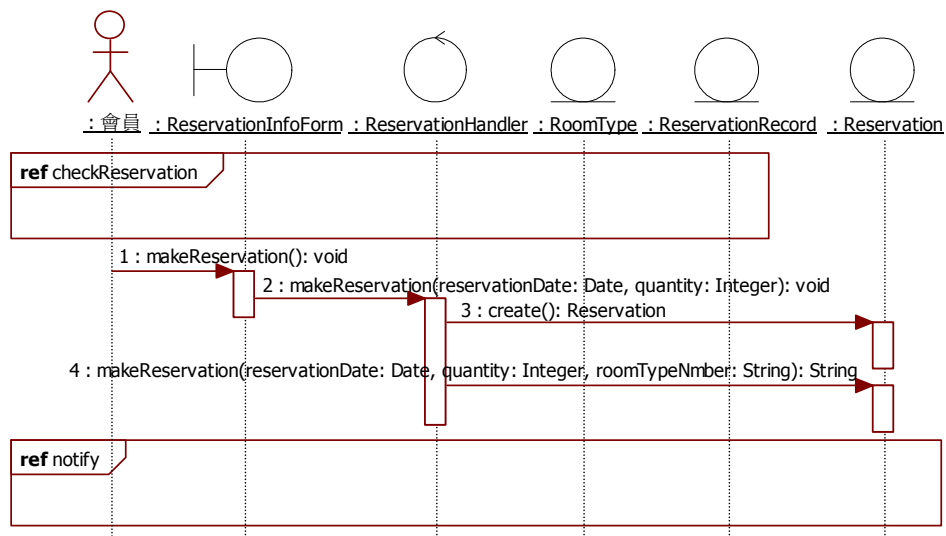 : 會員 : ReservationInfoForm : ReservationHandler : RoomType : ReservationRecord : Reservation
ref checkReservation
1 : makeReservation(): void
2 : makeReservation(reservationDate: Date, quantity: Integer): void
3 : create(): Reservation
4 : makeReservation(reservationDate: Date, quantity: Integer, roomTypeNmber: String): String
ref notify